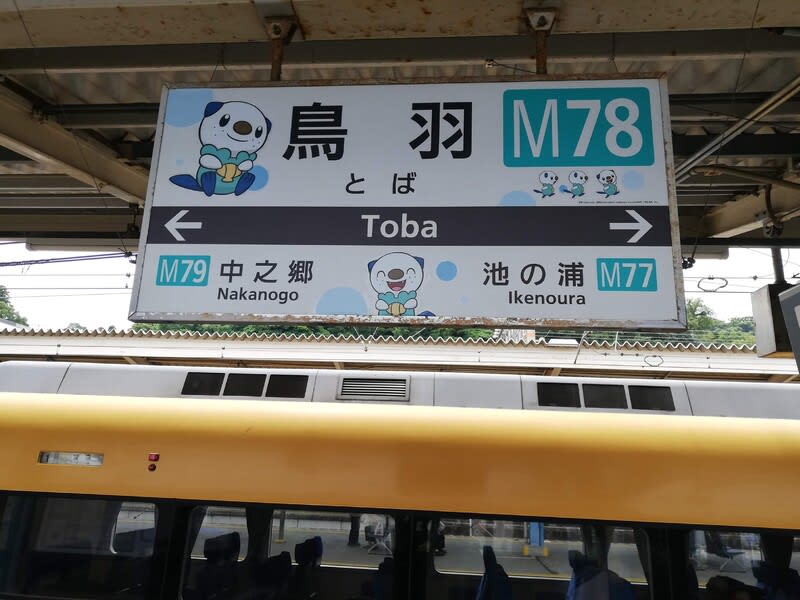 鳥羽 M78
とば
← Toba →
M79 中之郷
Nakanogo
池の浦 M77
Ikenoura